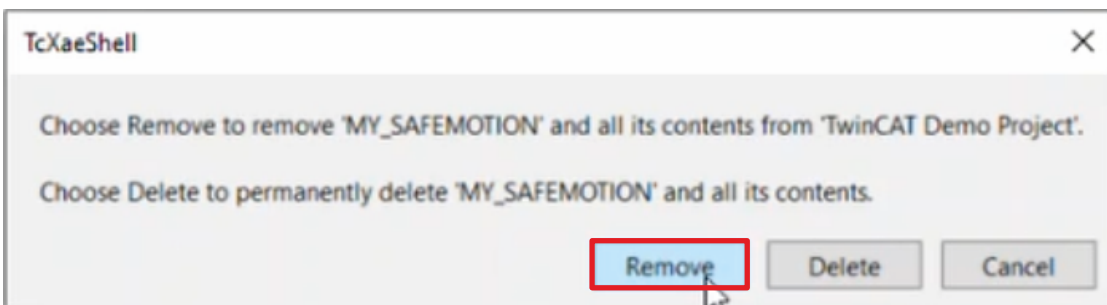 TcXaeShell
Choose Remove to remove 'MY_SAFEMOTION' and all its contents from 'TwinCAT Demo Project'.
Choose Delete to permanently delete 'MY_SAFEMOTION' and all its contents.
Remove Delete Cancel